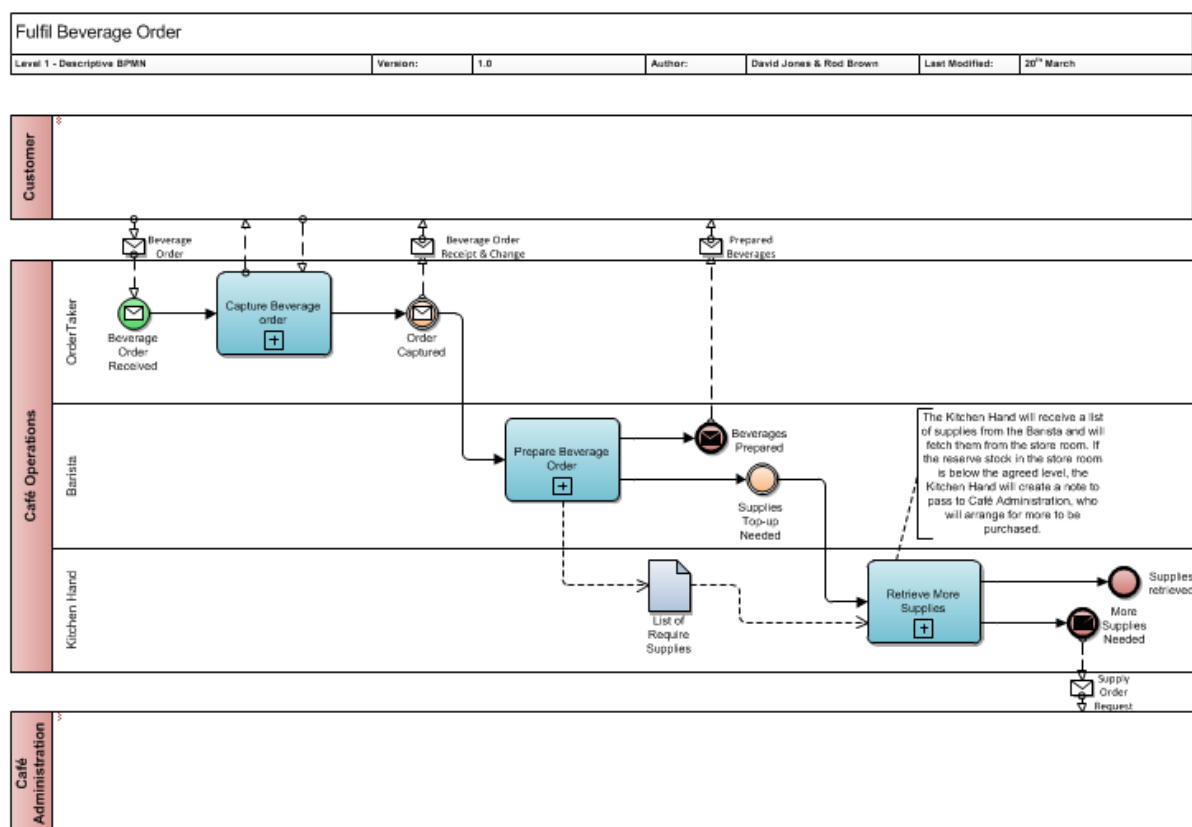 Fulfil Beverage Order
Level 1 - Descriptive BPMN
Version:
1.0
Author:
David Jones & Rod Brown
Last Modified:
20th March
Customer
Beverage
Order
Beverage Order
Receipt & Change
Prepared
Beverages
Café Operations
OrderTaker
Beverage
Order
Received
Capture Beverage
order
Order
Captured
Barista
Prepare Beverage
Order
Beverages
Prepared
Supplies
Top-up
Needed
The Kitchen Hand will receive a list
of supplies from the Barista and will
fetch them from the store room. If
the reserve stock in the store room
is below the agreed level, the
Kitchen Hand will create a note to
pass to Café Administration, who
will arrange for more to be
purchased.
Kitchen Hand
List of
Require
Supplies
Retrieve More
Supplies
Supplies
retrieved
More
Supplies
Needed
Supply
Order
Request
Café
Administration